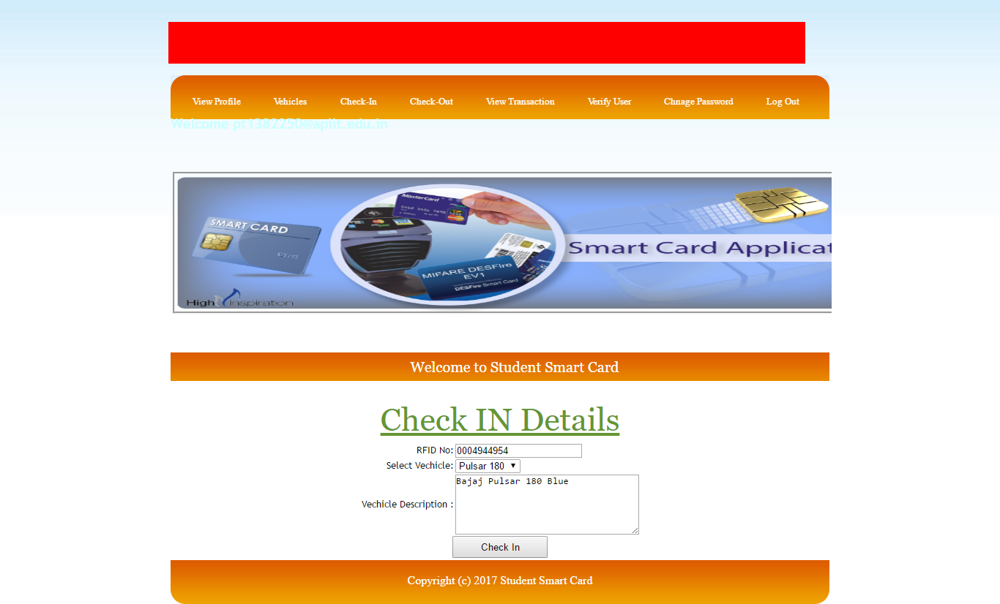 View Profile Vehicles Check-In Check-Out View Transaction Verify User Chnage Password Log Out
Welcome pt1382250@apiit.edu.in
SMART CARD
MasterCard
MIFARE DESFire
EV1
DESFire Smart Card
Smart Card Applicat
High Inspiration
Welcome to Student Smart Card
Check IN Details
RFID No: 0004944954
Select Vechicle: Pulsar 180
Vechicle Description : Bajaj Pulsar 180 Blue
Check In
Copyright (c) 2017 Student Smart Card